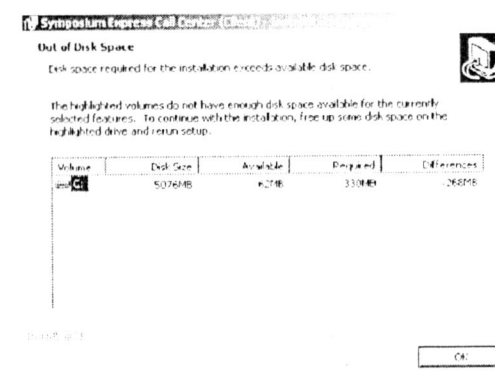 Symposium Express Call Center (Client)
Out of Disk Space
Disk space required for the installation exceeds available disk space.
The highlighted volumes do not have enough disk space available for the currently
selected features. To continue with the installation, free up some disk space on the
highlighted drive and rerun setup.
Volume Disk Size Available Required Differences
C: 5076MB 62MB 330MB -268MB
OK